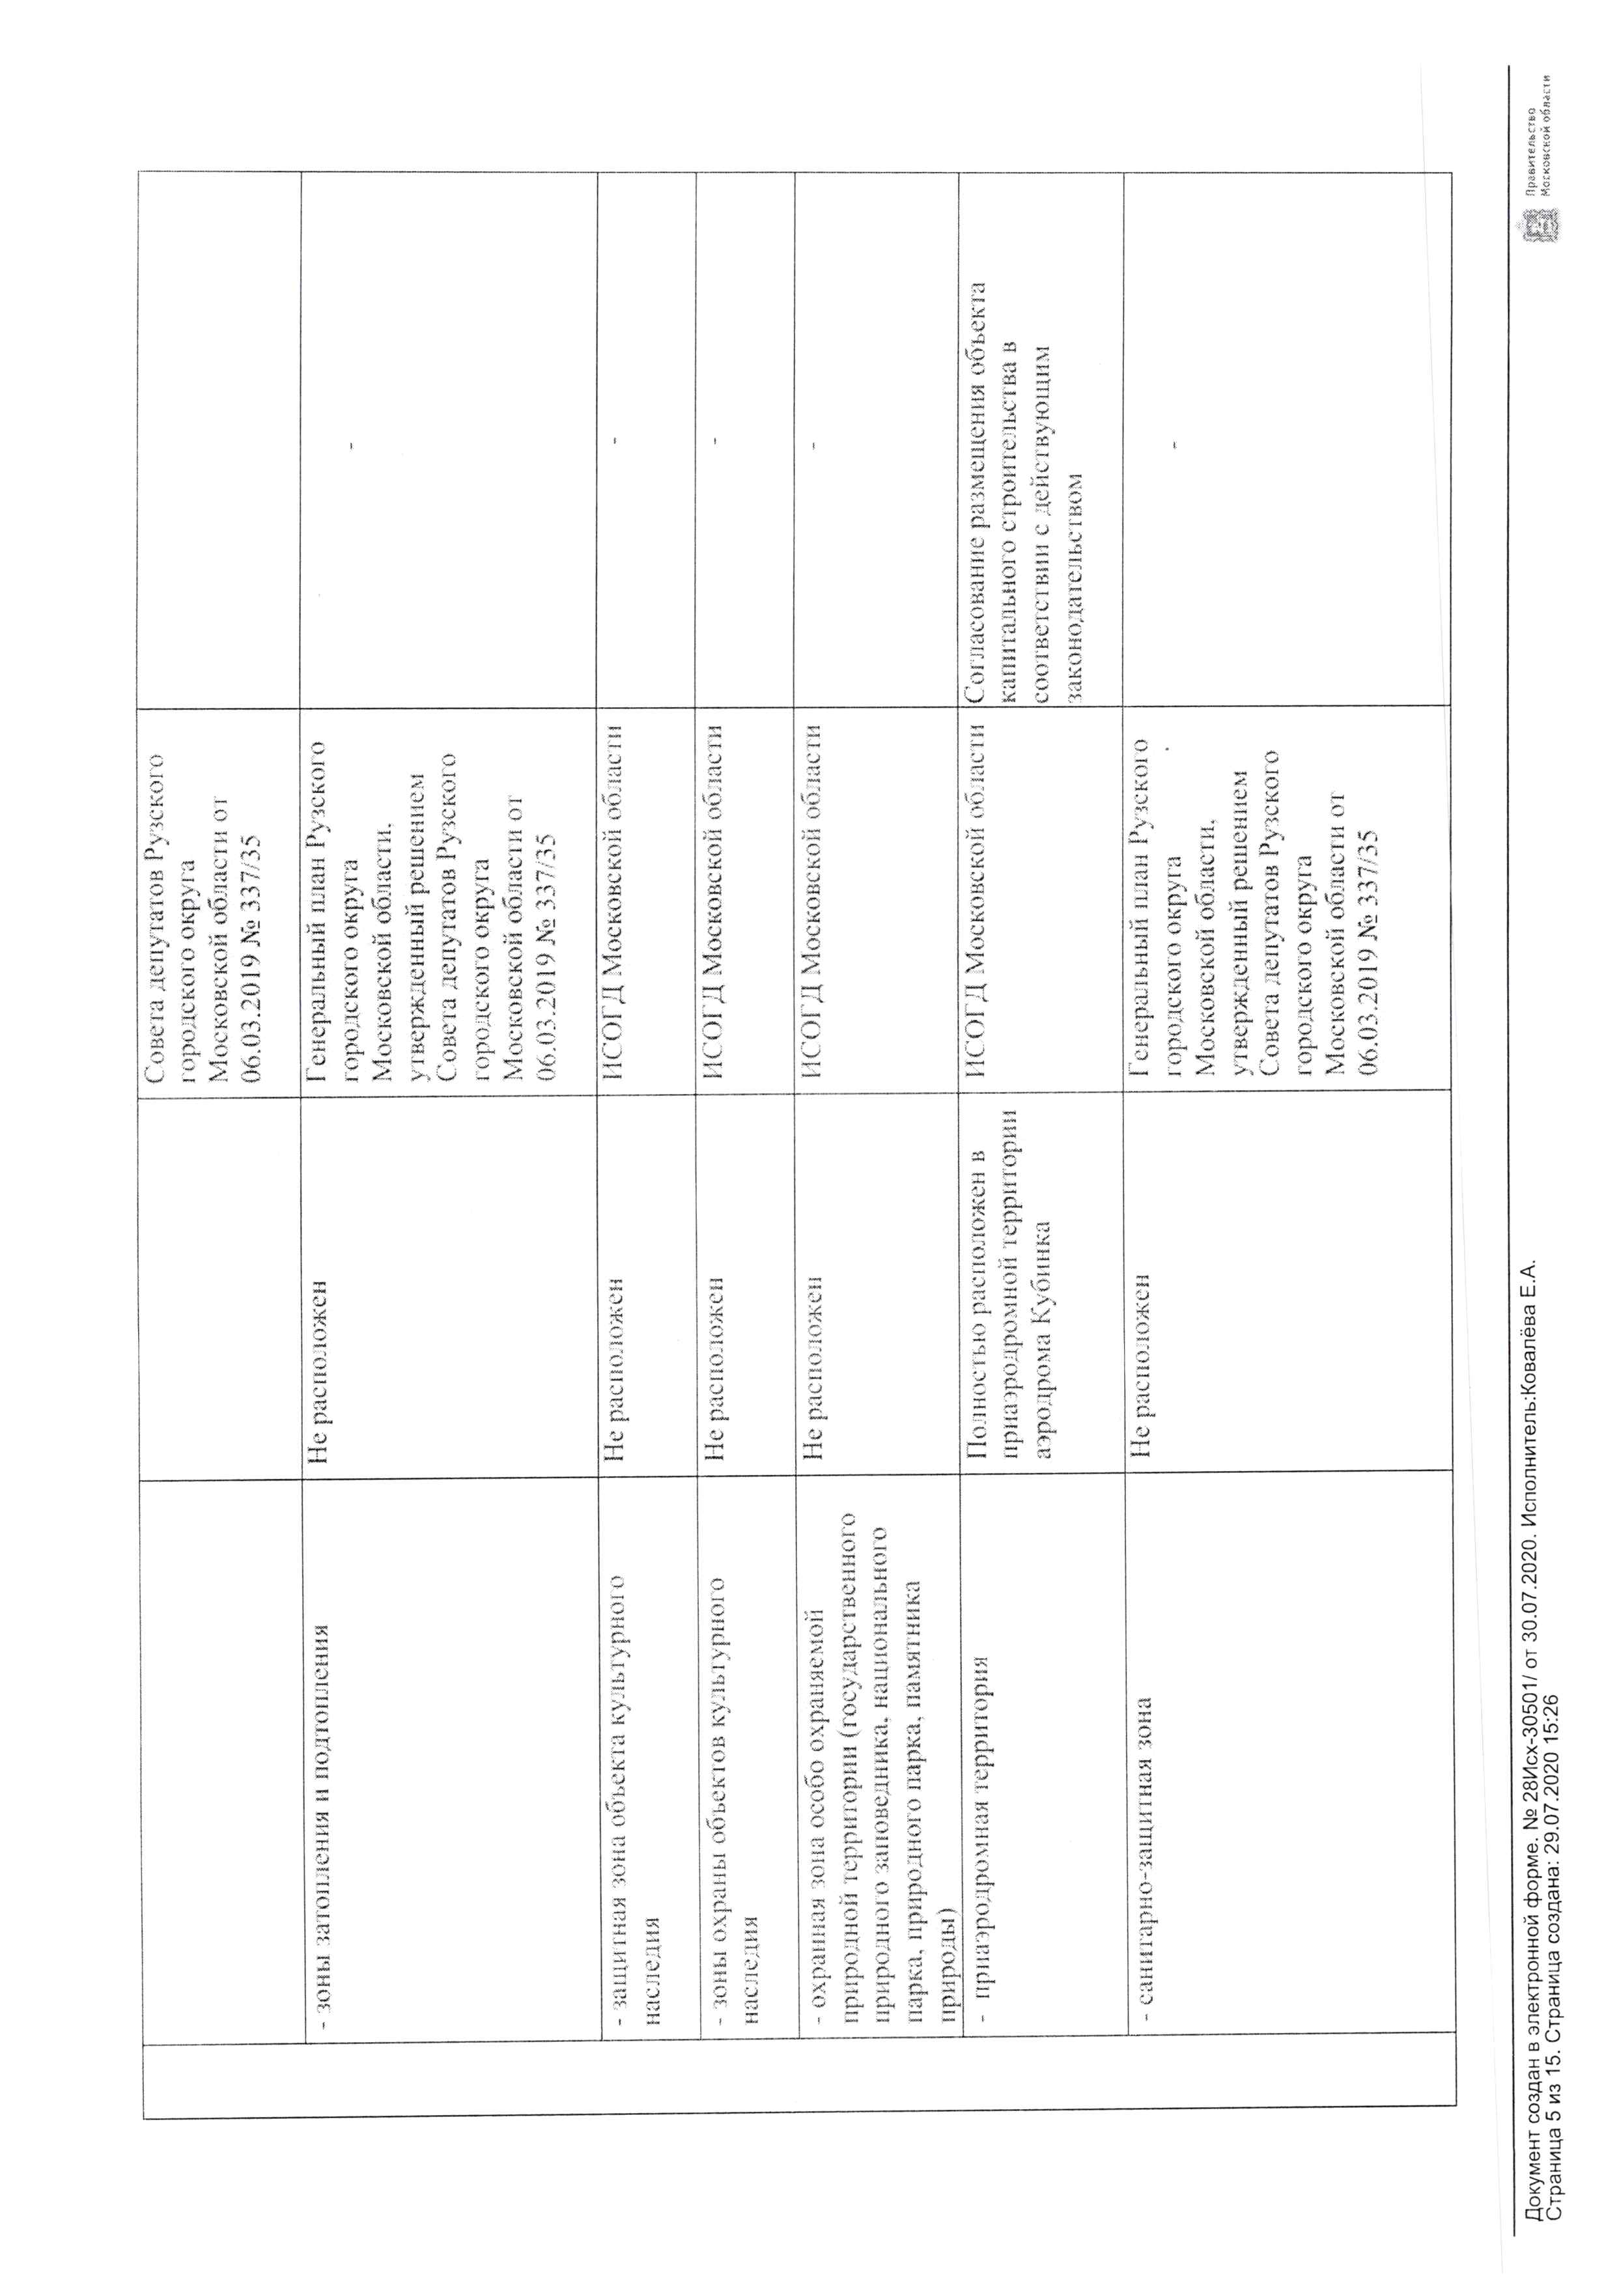 Совета депутатов Рузского
городского округа
Московской области от
06.03.2019 № 337/35
- зоны затопления и подтопления
Не расположен
Генеральный план Рузского
городского округа
Московской области,
утвержденный решением
Совета депутатов Рузского
городского округа
Московской области от
06.03.2019 № 337/35
-
- защитная зона объекта культурного
наследия
Не расположен
ИСОГД Московской области
-
- зоны охраны объектов культурного
наследия
Не расположен
ИСОГД Московской области
-
- охранная зона особо охраняемой
природной территории (государственного
природного заповедника, национального
парка, природного парка, памятника
природы)
Не расположен
ИСОГД Московской области
-
- приаэродромная территория
Полностью расположен в
приаэродромной территории
аэродрома Кубинка
ИСОГД Московской области
Согласование размещения объекта
капитального строительства в
соответствии с действующим
законодательством
- санитарно-защитная зона
Не расположен
Генеральный план Рузского
городского округа
Московской области,
утвержденный решением
Совета депутатов Рузского
городского округа
Московской области от
06.03.2019 № 337/35
-
Документ создан в электронной форме. № 28Исх-30501/ от 30.07.2020. Исполнитель:Ковалёва Е.А.
Страница 5 из 15. Страница создана: 29.07.2020 15:26
Правительство
Московской области